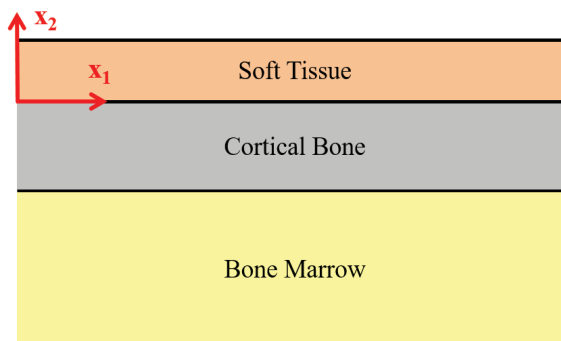 x₂
Soft Tissue
x₁
Cortical Bone
Bone Marrow